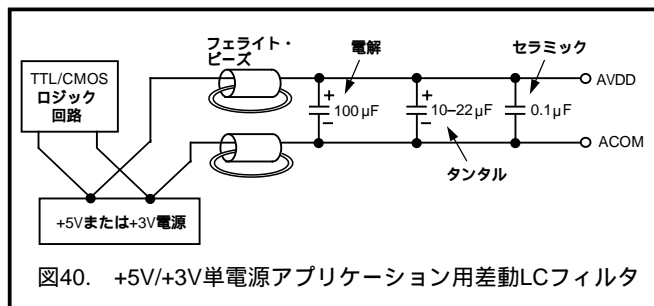 フェライト・
ビーズ
電解
セラミック
TTL/CMOS
ロジック
回路
AVDD
+
100µF
−
+
10–22µF
−
0.1µF
ACOM
タンタル
+5Vまたは+3V電源
図40. +5V/+3V単電源アプリケーション用差動LCフィルタ